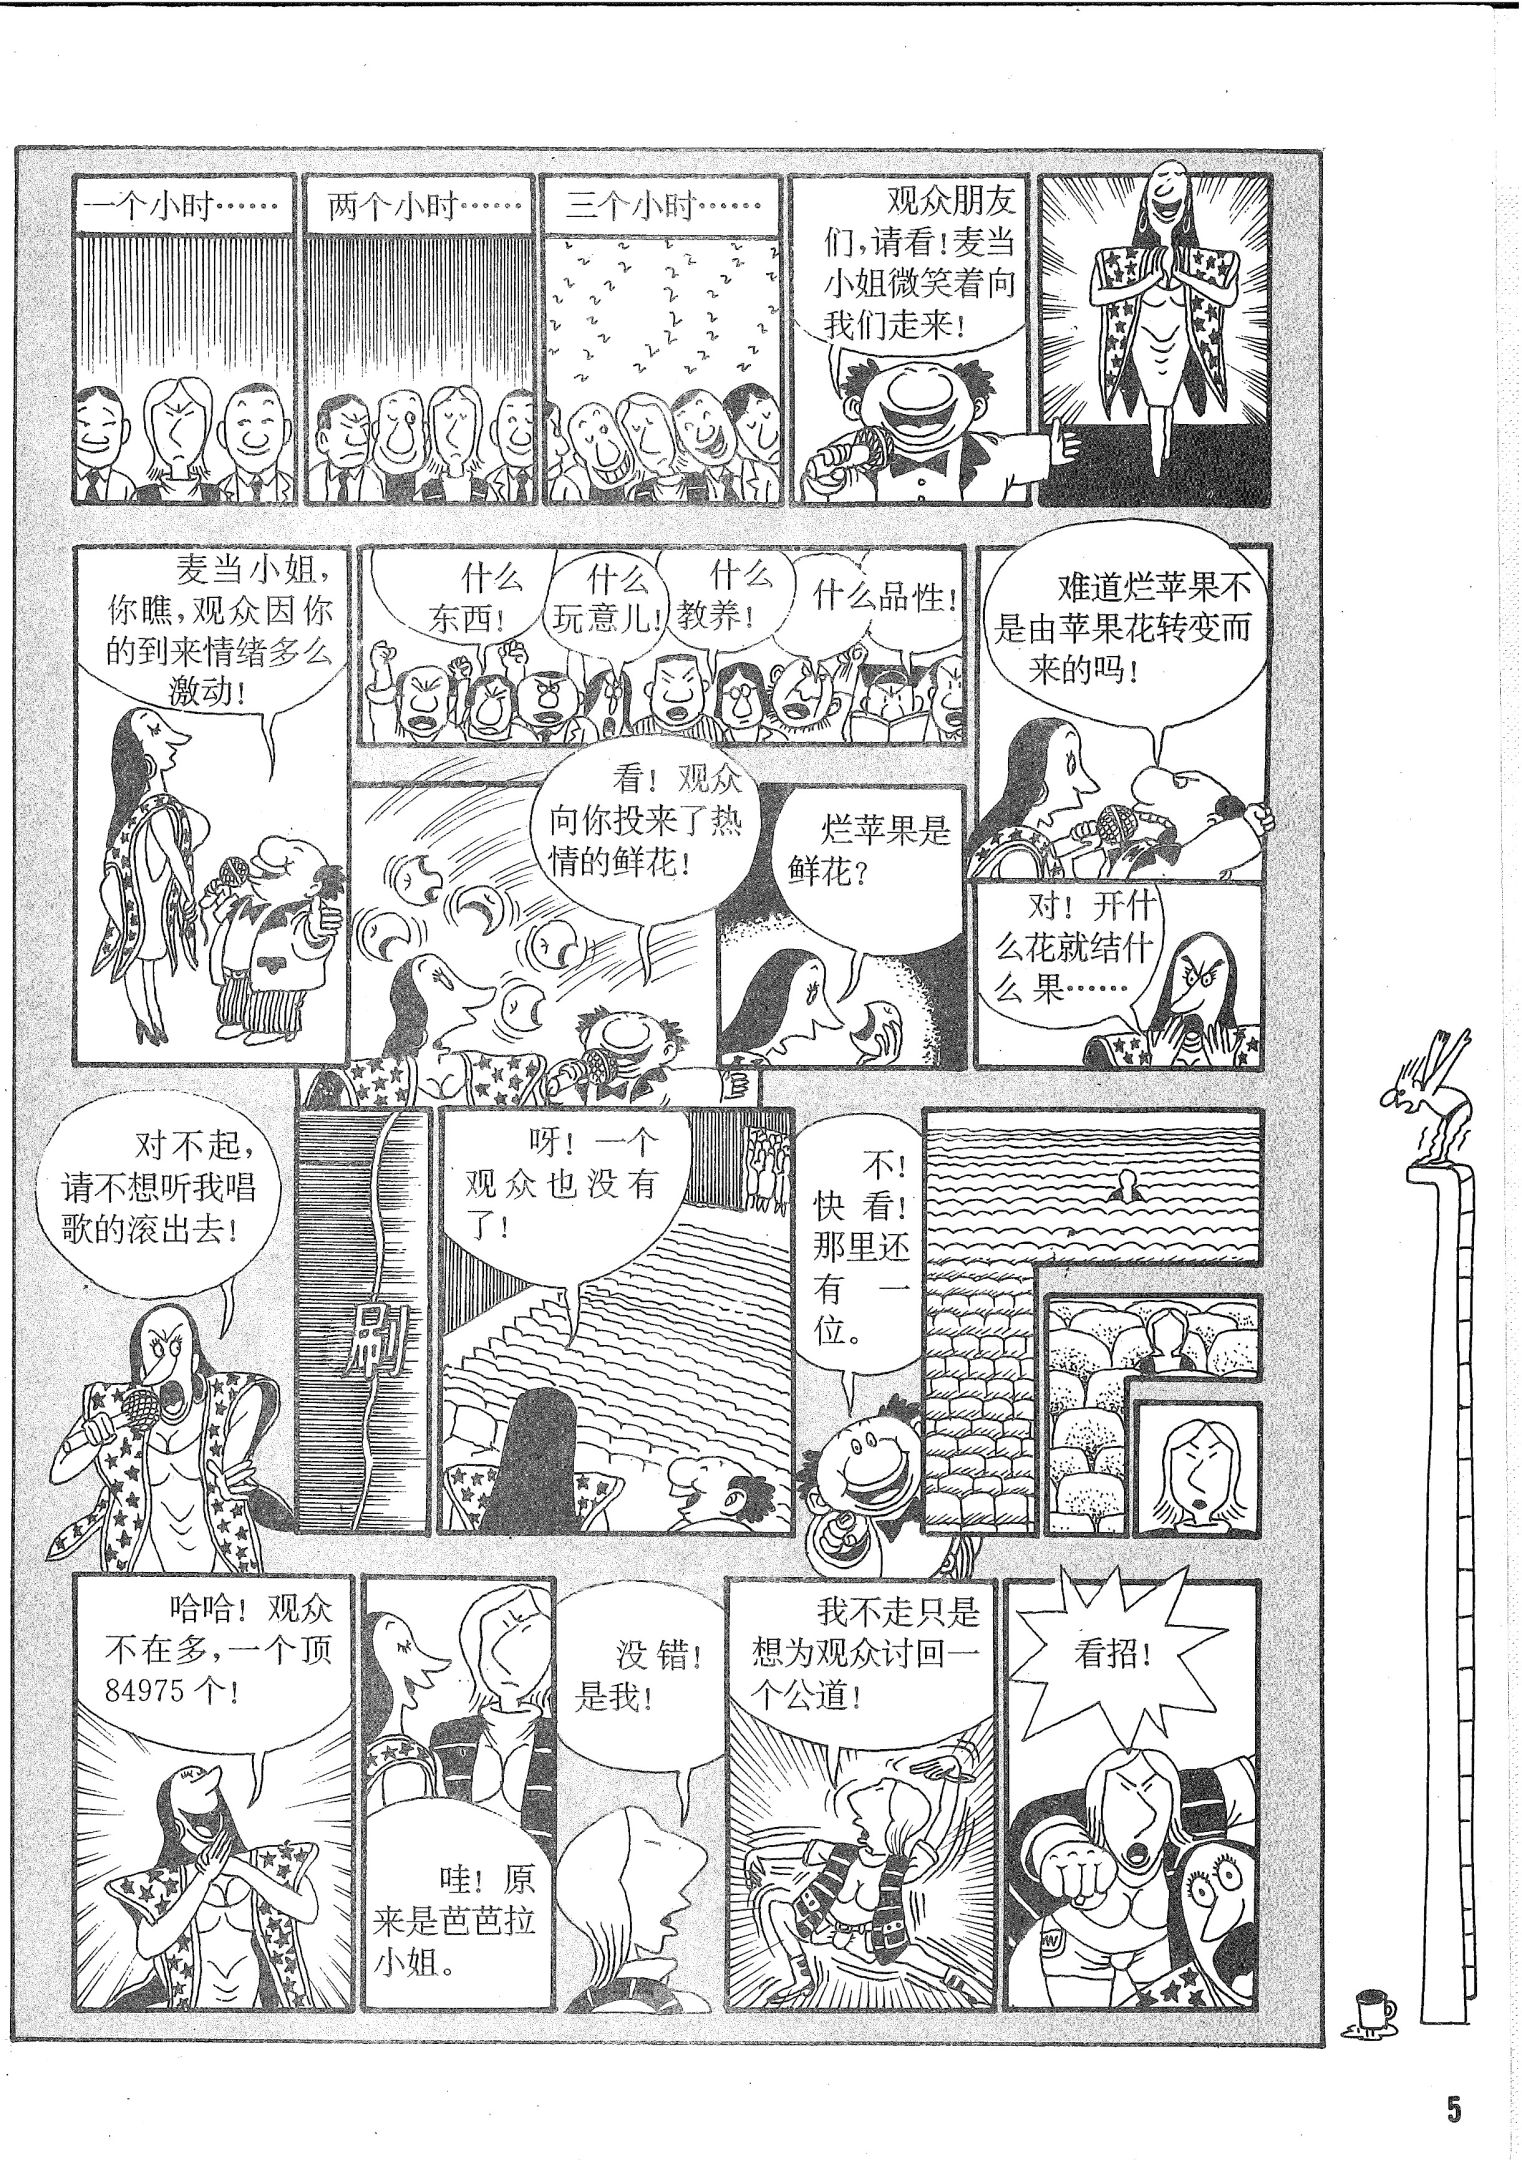 一个小时……
两个小时……
三个小时……
观众朋友
们,请看!麦当
小姐微笑着向
我们走来!
麦当小姐,
你瞧,观众因你
的到来情绪多么
激动!
什么
东西!
什么
玩意儿!
什么
教养!
什么品性!
看!观众
向你投来了热
情的鲜花!
烂苹果是
鲜花?
难道烂苹果不
是由苹果花转变而
来的吗!
对!开什
么花就结什
么果……
对不起,
请不想听我唱
歌的滚出去!
刷
呀!一个
观众也没有
了!
不!
快看!
那里还
有一
位。
哈哈!观众
不在多,一个顶
84975个!
哇!原
来是芭芭拉
小姐。
没错!
是我!
我不走只是
想为观众讨回一
个公道!
看招!
W
5